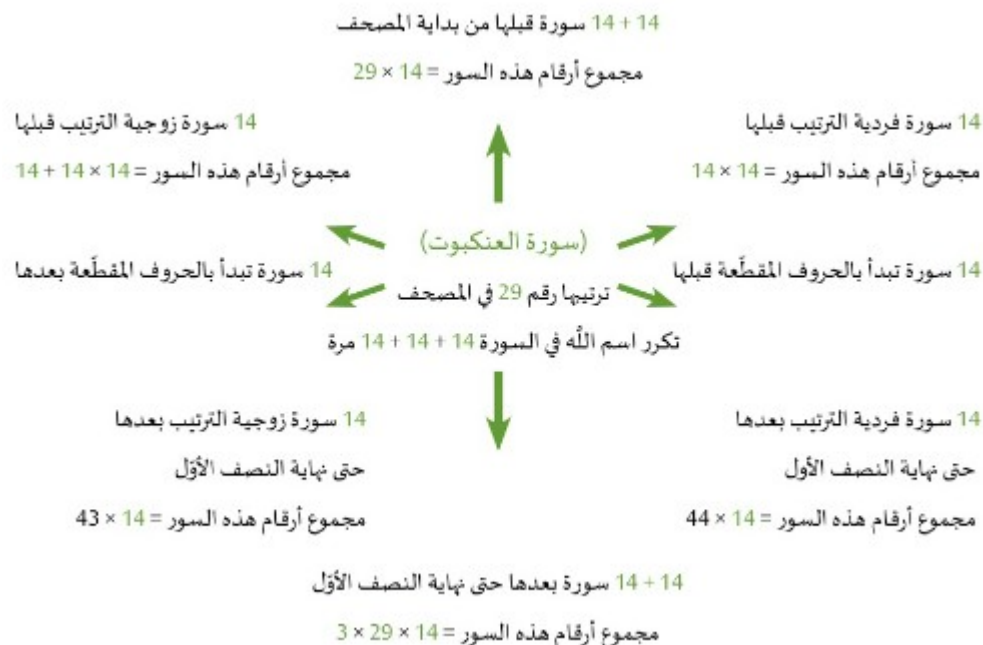 14 + 14 سورة قبلها من بداية المصحف
مجموع أرقام هذه السور = 14 × 29
14 سورة فردية الترتيب قبلها
مجموع أرقام هذه السور = 14 × 14
14 سورة زوجية الترتيب قبلها
مجموع أرقام هذه السور = 14 × 14 + 14
(سورة العنكبوت)
14 سورة تبدأ بالحروف المقطّعة قبلها
14 سورة تبدأ بالحروف المقطّعة بعدها
ترتيبها رقم 29 في المصحف
تكرر اسم اللَّه في السورة 14 + 14 + 14 مرة
14 سورة فردية الترتيب بعدها
حتى نهاية النصف الأول
مجموع أرقام هذه السور = 14 × 44
14 سورة زوجية الترتيب بعدها
حتى نهاية النصف الأوّل
مجموع أرقام هذه السور = 14 × 43
14 + 14 سورة بعدها حتى نهاية النصف الأوّل
مجموع أرقام هذه السور = 14 × 29 × 3